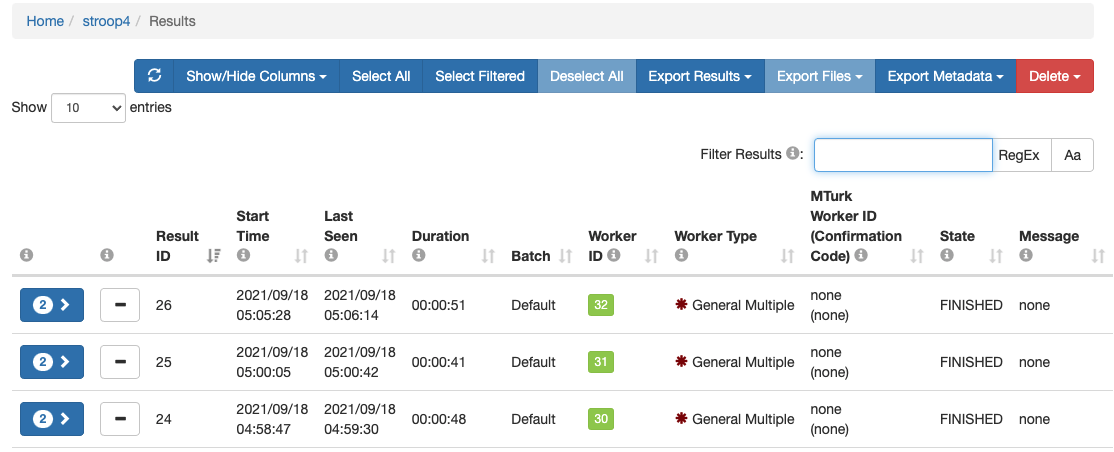 Home / stroop4 / Results
Show/Hide Columns Select All Select Filtered Deselect All Export Results Export Files Export Metadata Delete
Show 10 entries
Filter Results : RegEx Aa
Result ID Start Time Last Seen Duration Batch Worker ID Worker Type MTurk Worker ID (Confirmation Code) State Message
2 26 2021/09/18 05:05:28 2021/09/18 05:06:14 00:00:51 Default 32 General Multiple none (none) FINISHED none
2 25 2021/09/18 05:00:05 2021/09/18 05:00:42 00:00:41 Default 31 General Multiple none (none) FINISHED none
2 24 2021/09/18 04:58:47 2021/09/18 04:59:30 00:00:48 Default 30 General Multiple none (none) FINISHED none